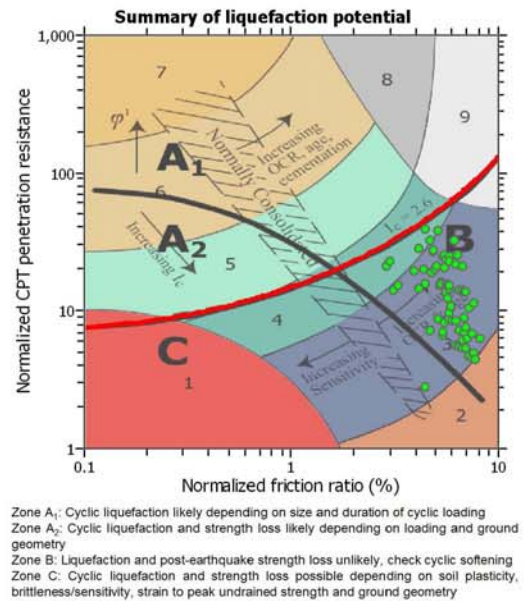 Summary of liquefaction potential
Normalized CPT penetration resistance
1,000
100
10
1
7
8
9
φ'
A1
6
Normally Consolidated
Increasing
OCR, age,
cementation
A2
Increasing Ic
5
Ic = 2.6
B
4
C
1
Increasing
Sensitivity
3
2
0.1
1
10
Normalized friction ratio (%)
Zone A1: Cyclic liquefaction likely depending on size and duration of cyclic loading
Zone A2: Cyclic liquefaction and strength loss likely depending on loading and ground
geometry
Zone B: Liquefaction and post-earthquake strength loss unlikely, check cyclic softening
Zone C: Cyclic liquefaction and strength loss possible depending on soil plasticity,
brittleness/sensitivity, strain to peak undrained strength and ground geometry